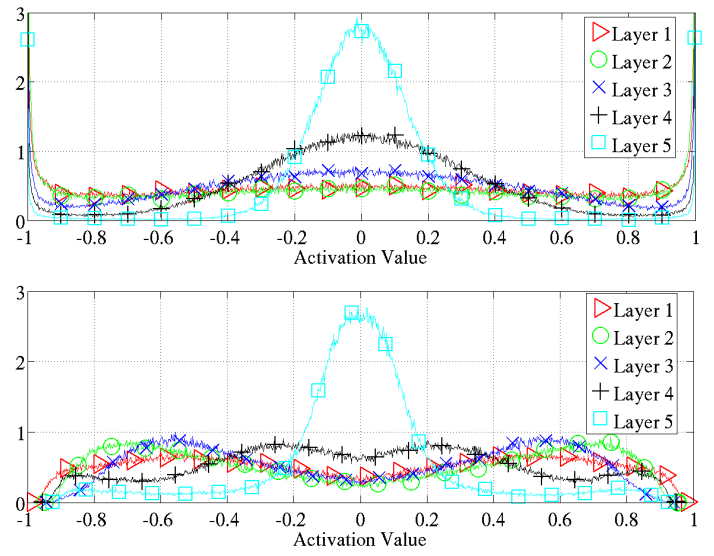 3
Layer 1
Layer 2
2
Layer 3
Layer 4
Layer 5
1
0
-1 -0.8 -0.6 -0.4 -0.2 0 0.2 0.4 0.6 0.8 1
Activation Value
3
Layer 1
Layer 2
2
Layer 3
Layer 4
Layer 5
1
0
-1 -0.8 -0.6 -0.4 -0.2 0 0.2 0.4 0.6 0.8 1
Activation Value